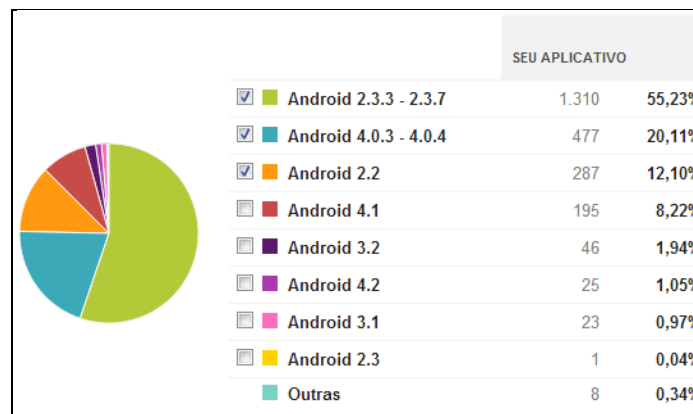 SEU APLICATIVO
Android 2.3.3 - 2.3.7 1.310 55,23%
Android 4.0.3 - 4.0.4 477 20,11%
Android 2.2 287 12,10%
Android 4.1 195 8,22%
Android 3.2 46 1,94%
Android 4.2 25 1,05%
Android 3.1 23 0,97%
Android 2.3 1 0,04%
Outras 8 0,34%